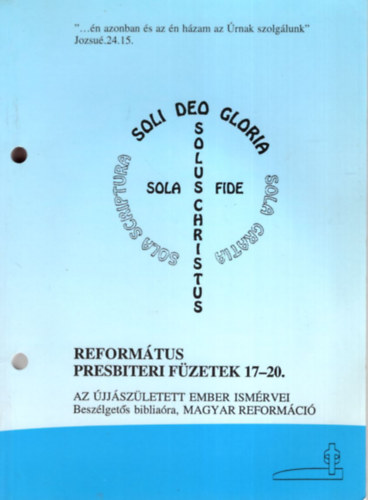 "...én azonban és az én házam az Úrnak szolgálunk"
Jozsué.24.15.
SOLI DEO GLORIA
SOLUS CHRISTUS
SOLA FIDE
SOLA SCRIPTURA
SOLA GRATIA
REFORMÁTUS
PRESBITERI FÜZETEK 17–20.
AZ ÚJJÁSZÜLETETT EMBER ISMÉRVEI
Beszélgetős bibliaóra, MAGYAR REFORMÁCIÓ